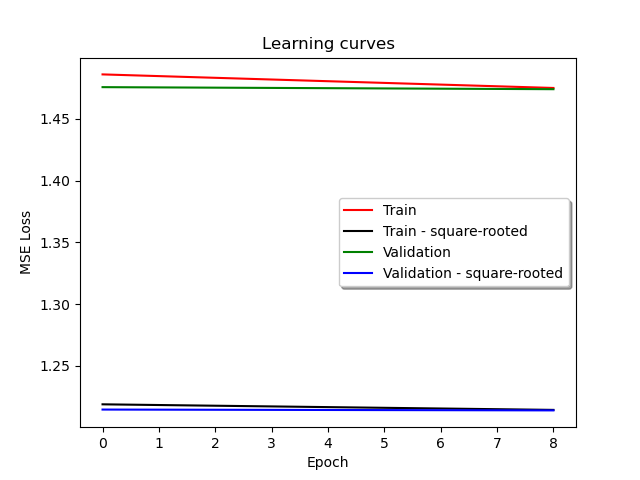 Learning curves
MSE Loss
1.45
1.40
1.35
1.30
1.25
Train
Train - square-rooted
Validation
Validation - square-rooted
0 1 2 3 4 5 6 7 8
Epoch